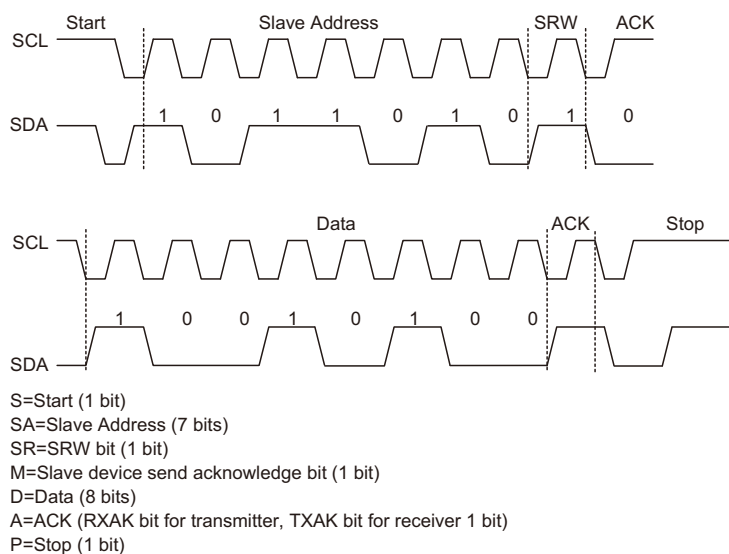 Start Slave Address SRW ACK
SCL
1 0 1 1 0 1 0 1 0
SDA
Data ACK Stop
SCL
1 0 0 1 0 1 0 0
SDA
S=Start (1 bit)
SA=Slave Address (7 bits)
SR=SRW bit (1 bit)
M=Slave device send acknowledge bit (1 bit)
D=Data (8 bits)
A=ACK (RXAK bit for transmitter, TXAK bit for receiver 1 bit)
P=Stop (1 bit)